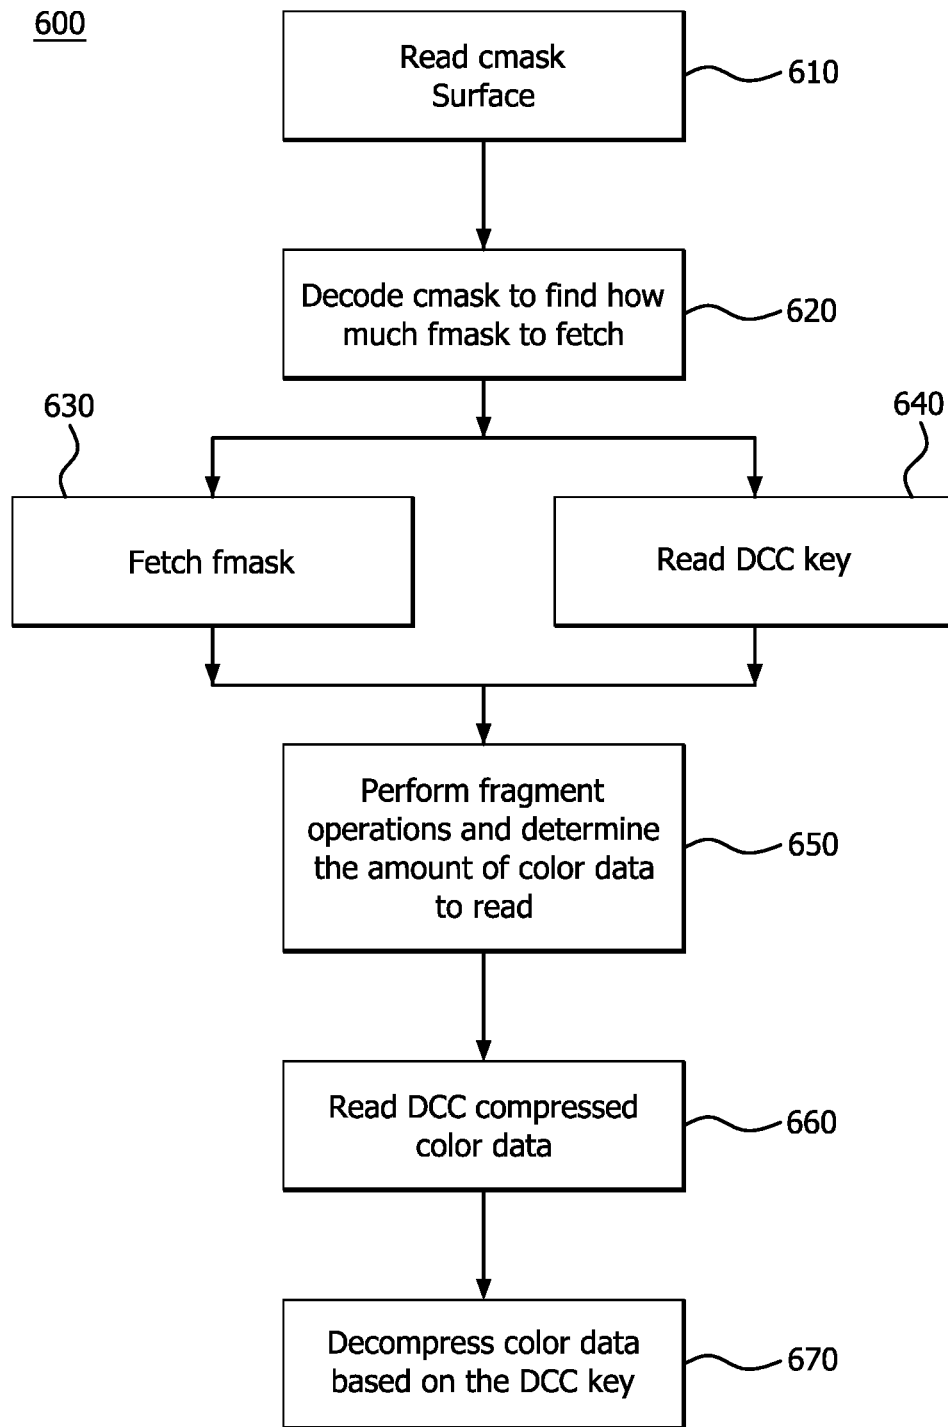 600
Read cmask
Surface
610
Decode cmask to find how
much fmask to fetch
620
630
640
Fetch fmask
Read DCC key
Perform fragment
operations and determine
the amount of color data
to read
650
Read DCC compressed
color data
660
Decompress color data
based on the DCC key
670